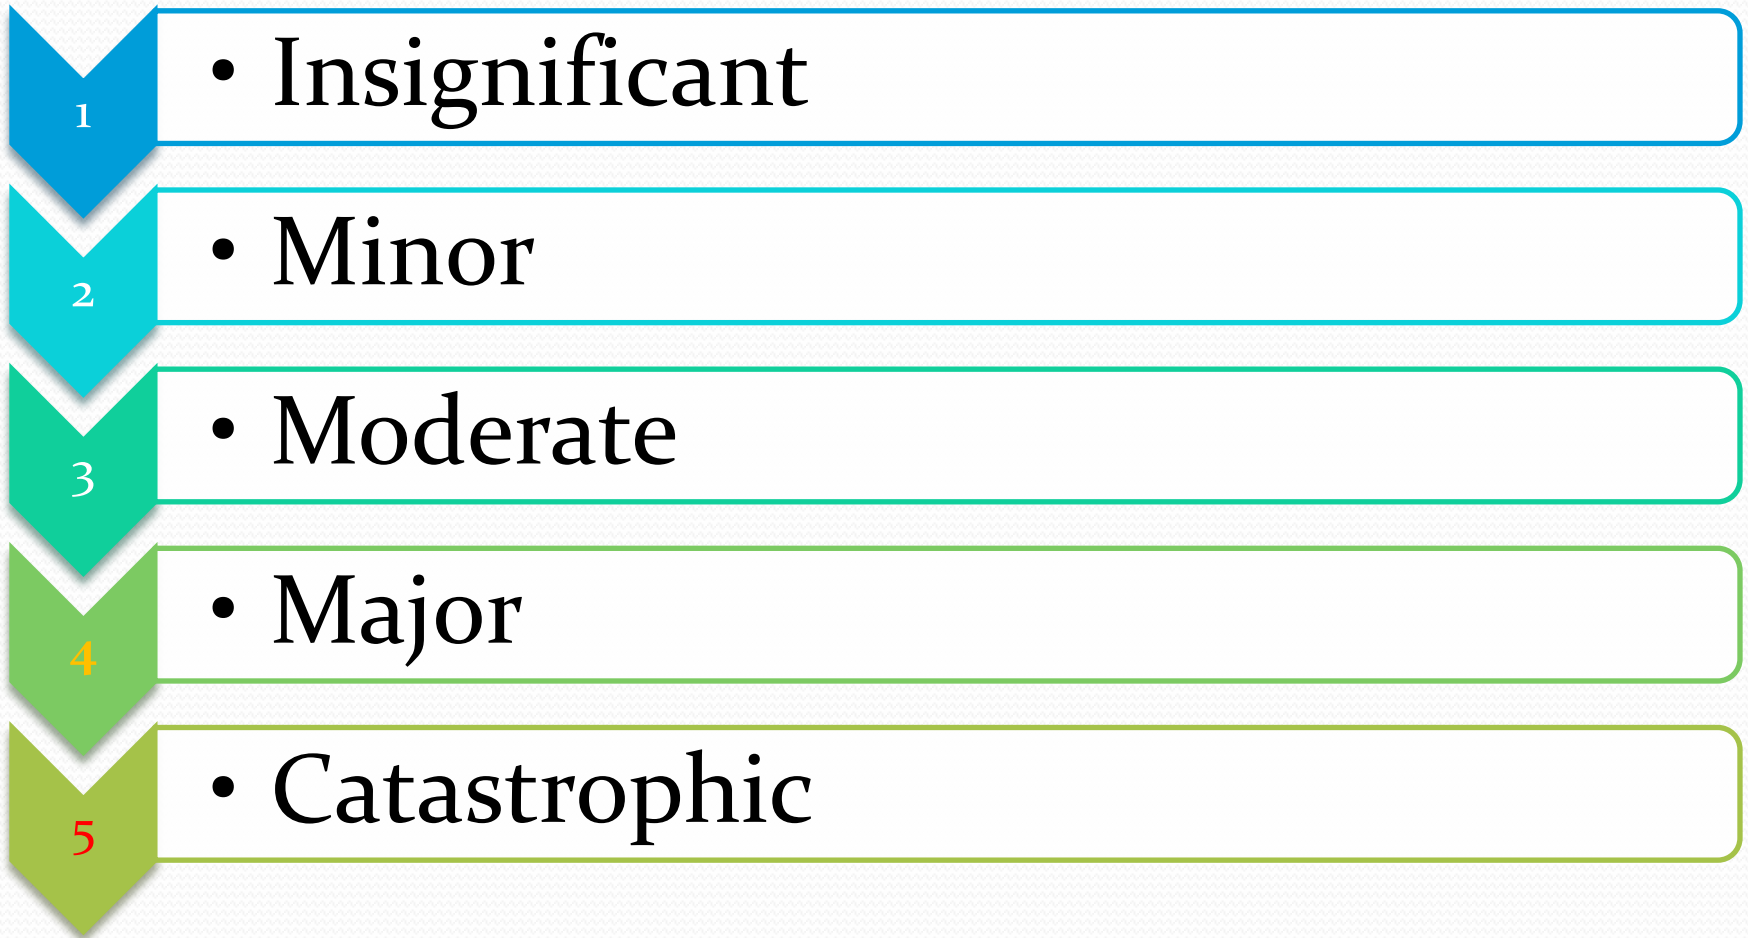 1 • Insignificant
2 • Minor
3 • Moderate
4 • Major
5 • Catastrophic